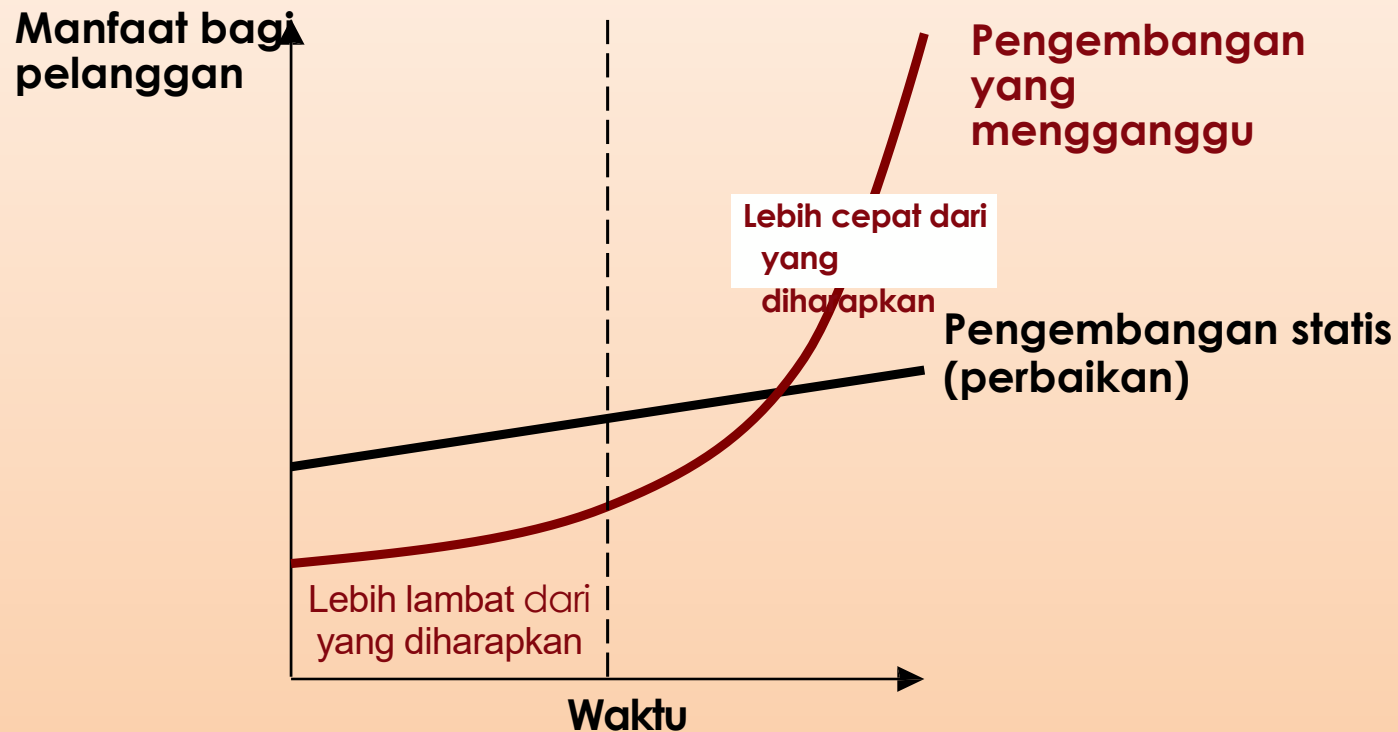 Manfaat bagi
pelanggan
Pengembangan
yang
mengganggu
Lebih cepat dari
yang
diharapkan
Pengembangan statis
(perbaikan)
Lebih lambat dari
yang diharapkan
Waktu